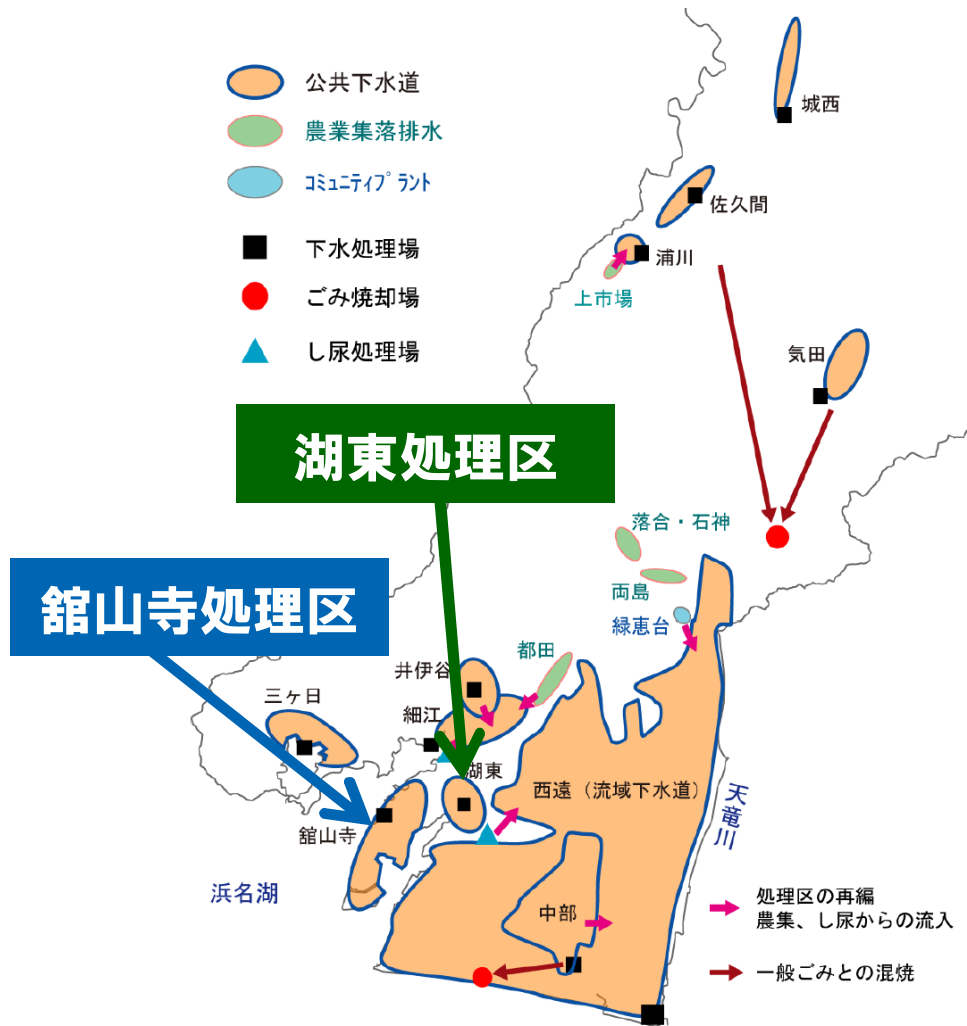 公共下水道
農業集落排水
ｺﾐｭﾆﾃｨﾌﾟﾗﾝﾄ
下水処理場
ごみ焼却場
し尿処理場
城西
佐久間
浦川
上市場
気田
湖東処理区
落合・石神
両島
緑恵台
舘山寺処理区
都田
井伊谷
三ヶ日
細江
湖東
西遠（流域下水道）
天竜川
舘山寺
浜名湖
中部
処理区の再編
農集、し尿からの流入
一般ごみとの混焼